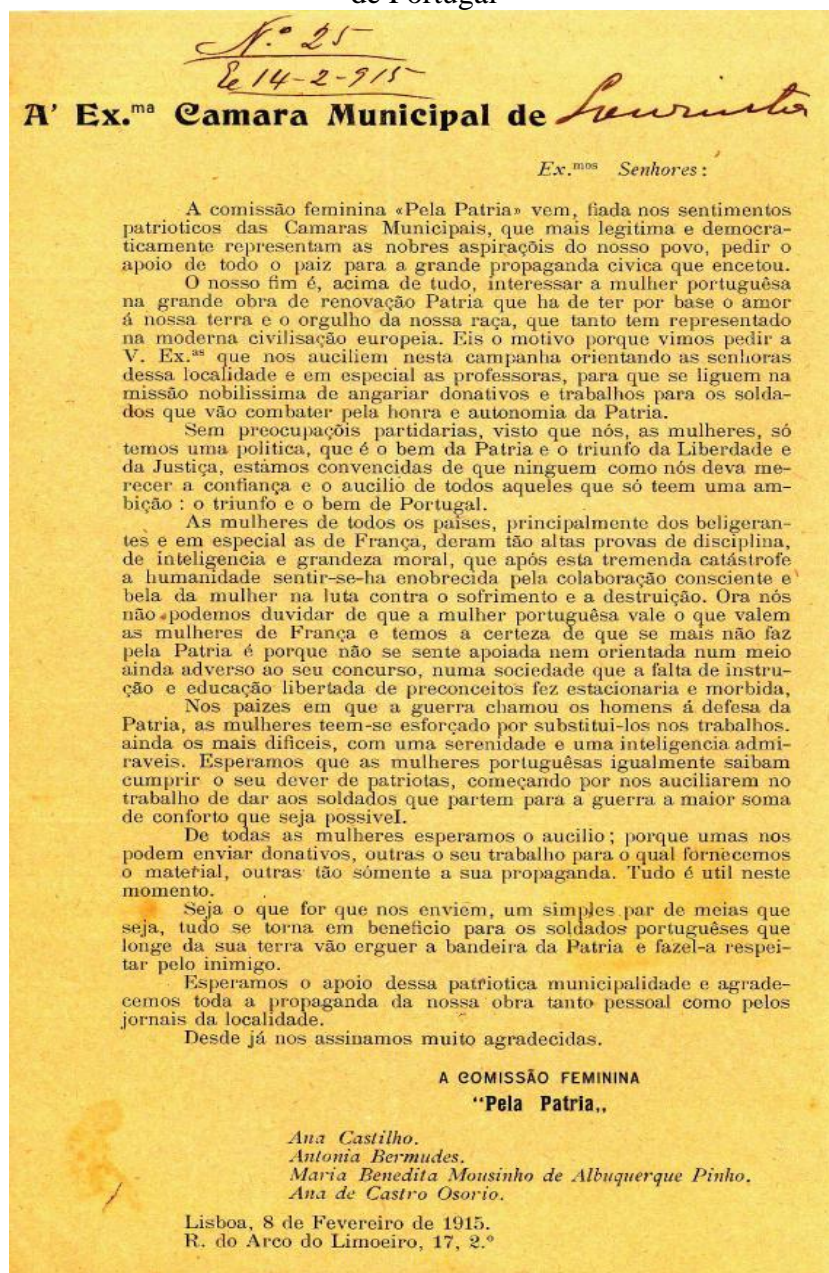 de Portugal
N.º 25
Em 14-2-915
A' Ex.ma Camara Municipal de Lourinhã
Ex.mos Senhores:
A comissão feminina «Pela Patria» vem, fiada nos sentimentos
patrioticos das Camaras Municipais, que mais legitima e democra-
ticamente representam as nobres aspiraçõis do nosso povo, pedir o
apoio de todo o paiz para a grande propaganda civica que encetou.
O nosso fim é, acima de tudo, interessar a mulher portuguêsa
na grande obra de renovação Patria que ha de ter por base o amor
á nossa terra e o orgulho da nossa raça, que tanto tem representado
na moderna civilisação europeia. Eis o motivo porque vimos pedir a
V. Ex.as que nos auciliem nesta campanha orientando as senhoras
dessa localidade e em especial as professoras, para que se liguem na
missão nobilissima de angariar donativos e trabalhos para os solda-
dos que vão combater pela honra e autonomia da Patria.
Sem preocupaçõis partidarias, visto que nós, as mulheres, só
temos uma politica, que é o bem da Patria e o triunfo da Liberdade e
da Justiça, estàmos convencidas de que ninguem como nós deva me-
recer a confiança e o aucilio de todos aqueles que só teem uma am-
bição : o triunfo e o bem de Portugal.
As mulheres de todos os países, principalmente dos beligeran-
tes e em especial as de França, deram tão altas provas de disciplina,
de inteligencia e grandeza moral, que após esta tremenda catástrofe
a humanidade sentir-se-ha enobrecida pela colaboração consciente e
bela da mulher na luta contra o sofrimento e a destruição. Ora nós
não podemos duvidar de que a mulher portuguêsa vale o que valem
as mulheres de França e temos a certeza de que se mais não faz
pela Patria é porque não se sente apoiada nem orientada num meio
ainda adverso ao seu concurso, numa sociedade que a falta de instru-
ção e educação libertada de preconceitos fez estacionaria e morbida,
Nos paizes em que a guerra chamou os homens á defesa da
Patria, as mulheres teem-se esforçado por substitui-los nos trabalhos.
ainda os mais dificeis, com uma serenidade e uma inteligencia admi-
raveis. Esperamos que as mulheres portuguêsas igualmente saibam
cumprir o seu dever de patriotas, começando por nos auciliarem no
trabalho de dar aos soldados que partem para a guerra a maior soma
de conforto que seja possivel.
De todas as mulheres esperamos o aucilio ; porque umas nos
podem enviar donativos, outras o seu trabalho para o qual fornecemos
o material, outras tão sómente a sua propaganda. Tudo é util neste
momento.
Seja o que for que nos enviem, um simples par de meias que
seja, tudo se torna em beneficio para os soldados portuguêses que
longe da sua terra vão erguer a bandeira da Patria e fazel-a respei-
tar pelo inimigo.
Esperamos o apoio dessa patriotica municipalidade e agrade-
cemos toda a propaganda da nossa obra tanto pessoal como pelos
jornais da localidade.
Desde já nos assinamos muito agradecidas.
A COMISSÃO FEMININA
"Pela Patria,,
Ana Castilho.
Antonia Bermudes.
Maria Benedita Mousinho de Albuquerque Pinho.
Ana de Castro Osorio.
Lisboa, 8 de Fevereiro de 1915.
R. do Arco do Limoeiro, 17, 2.º